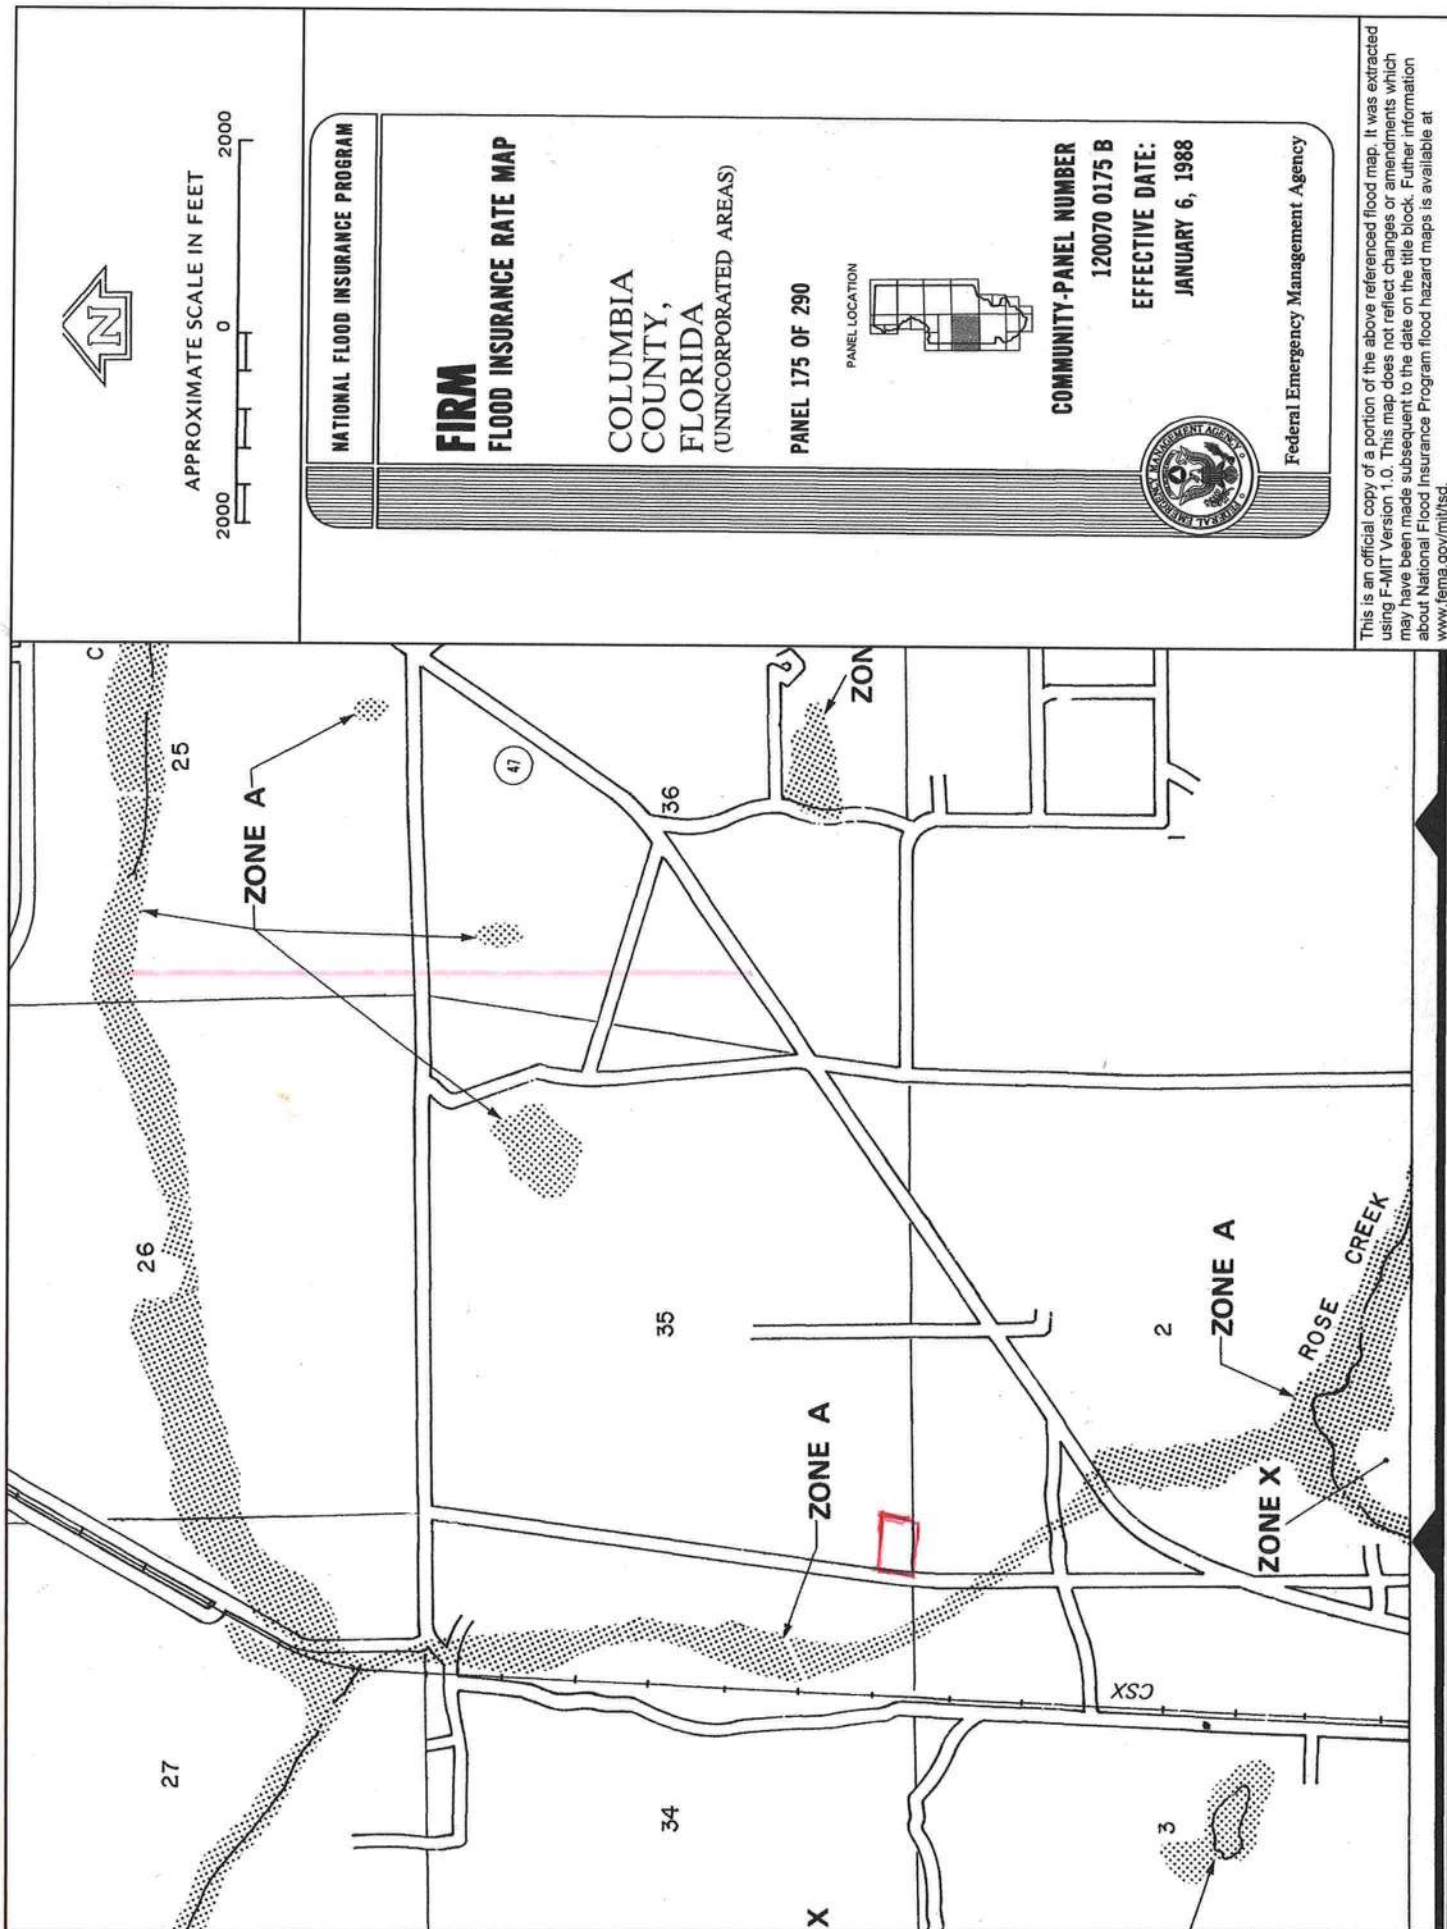 APPROXIMATE SCALE IN FEET
2000 0 2000
N
NATIONAL FLOOD INSURANCE PROGRAM
FIRM
FLOOD INSURANCE RATE MAP
COLUMBIA
COUNTY,
FLORIDA
(UNINCORPORATED AREAS)
PANEL 175 OF 290
PANEL LOCATION
COMMUNITY-PANEL NUMBER
120070 0175 B
EFFECTIVE DATE:
JANUARY 6, 1988
FEDERAL EMERGENCY MANAGEMENT AGENCY
Federal Emergency Management Agency
This is an official copy of a portion of the above referenced flood map. It was extracted
using F-MIT Version 1.0. This map does not reflect changes or amendments which
may have been made subsequent to the date on the title block. Futher information
about National Flood Insurance Program flood hazard maps is available at
www.fema.gov/mit/tsd.
27
26
25
C
ZONE A
47
34
35
36
ZONE A
ZON
X
3
CSX
2
1
ZONE A
ROSE CREEK
ZONE X